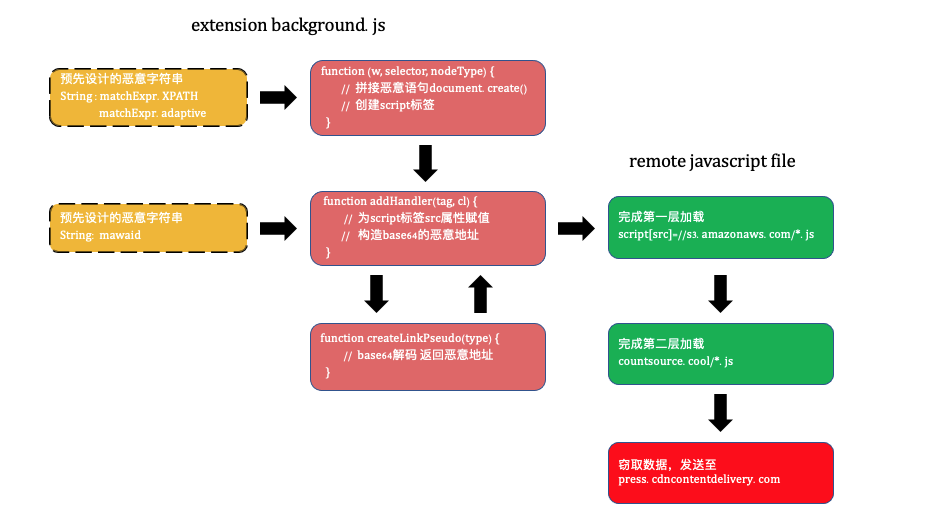 extension background. js
预先设计的恶意字符串
String : matchExpr. XPATH
matchExpr. adaptive
function (w, selector, nodeType) {
// 拼接恶意语句document. create()
// 创建script标签
}
remote javascript file
预先设计的恶意字符串
String: mawaid
function addHandler(tag, cl) {
// 为script标签src属性赋值
// 构造base64的恶意地址
}
完成第一层加载
script[src]=//s3. amazonaws. com/*. js
function createLinkPseudo(type) {
// base64解码 返回恶意地址
}
完成第二层加载
countsource. cool/*. js
窃取数据，发送至
press. cdncontentdelivery. com